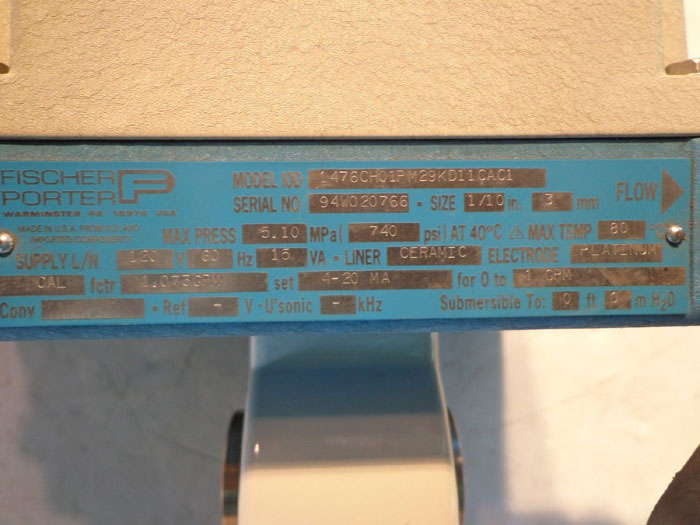 FISCHER
PORTER
WARMINSTER, PA 18974 USA
MADE IN U.S.A. FROM U.S. AND
IMPORTED COMPONENTS
MODEL 10D 1476CH01PM29KD11CAC1
SERIAL NO 94W020766 - SIZE 1/10 in. 3 mm FLOW
MAX PRESS 5.10 MPa( 740 psi) AT 40°C ⚠ MAX TEMP 80 °C
SUPPLY L/N 120 V 60 Hz 15 VA - LINER CERAMIC ELECTRODE PLATINUM
CAL fctr 1.073GPM set 4-20 MA for 0 to 1 GPM
Conv - Ref - V - U'sonic - kHz Submersible To: 0 ft 0 m H2O